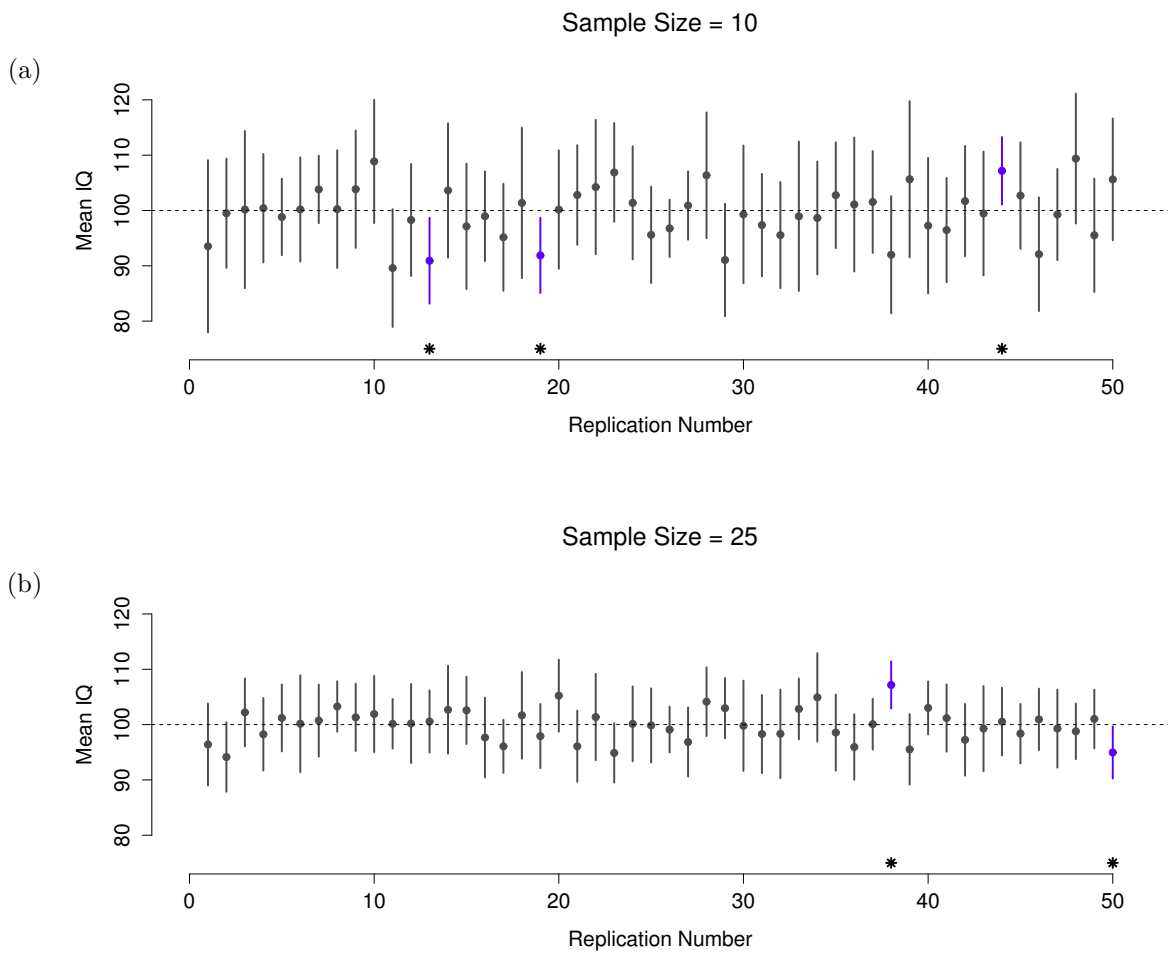 Sample Size = 10
(a)
Mean IQ
120
110
100
90
80
* * *
0 10 20 30 40 50
Replication Number
Sample Size = 25
(b)
Mean IQ
120
110
100
90
80
* *
0 10 20 30 40 50
Replication Number